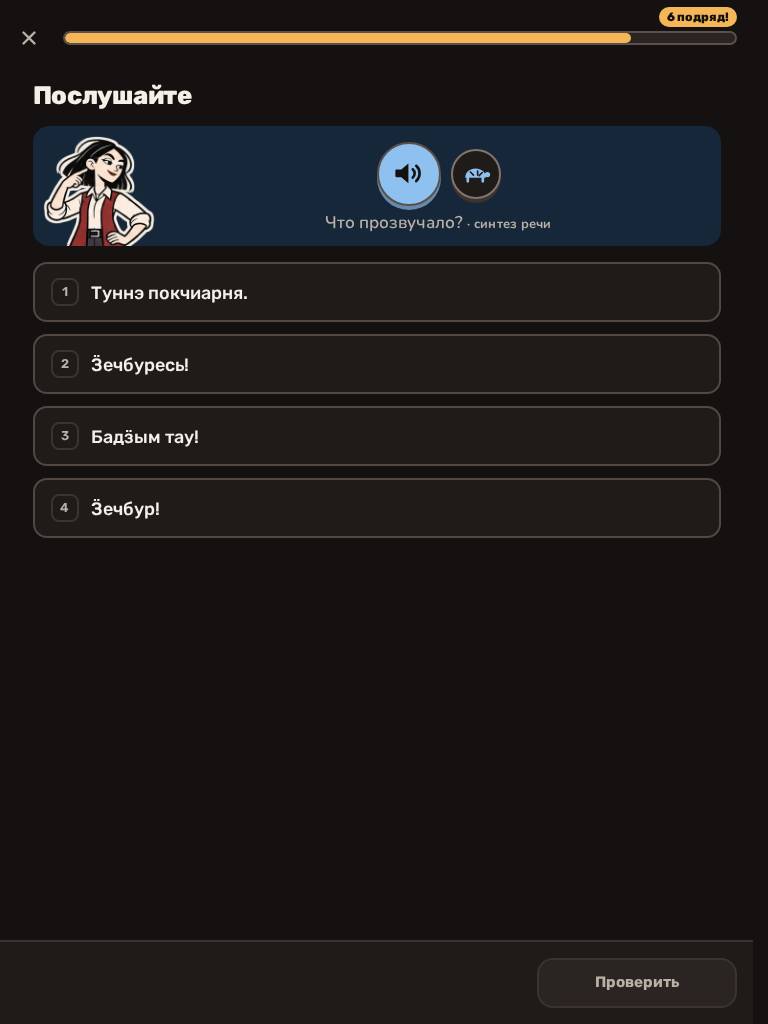 6 подряд!
Послушайте
Что прозвучало? · синтез речи
1 Туннэ покчиарня.
2 Ӟечбуресь!
3 Бадӟым тау!
4 Ӟечбур!
Проверить